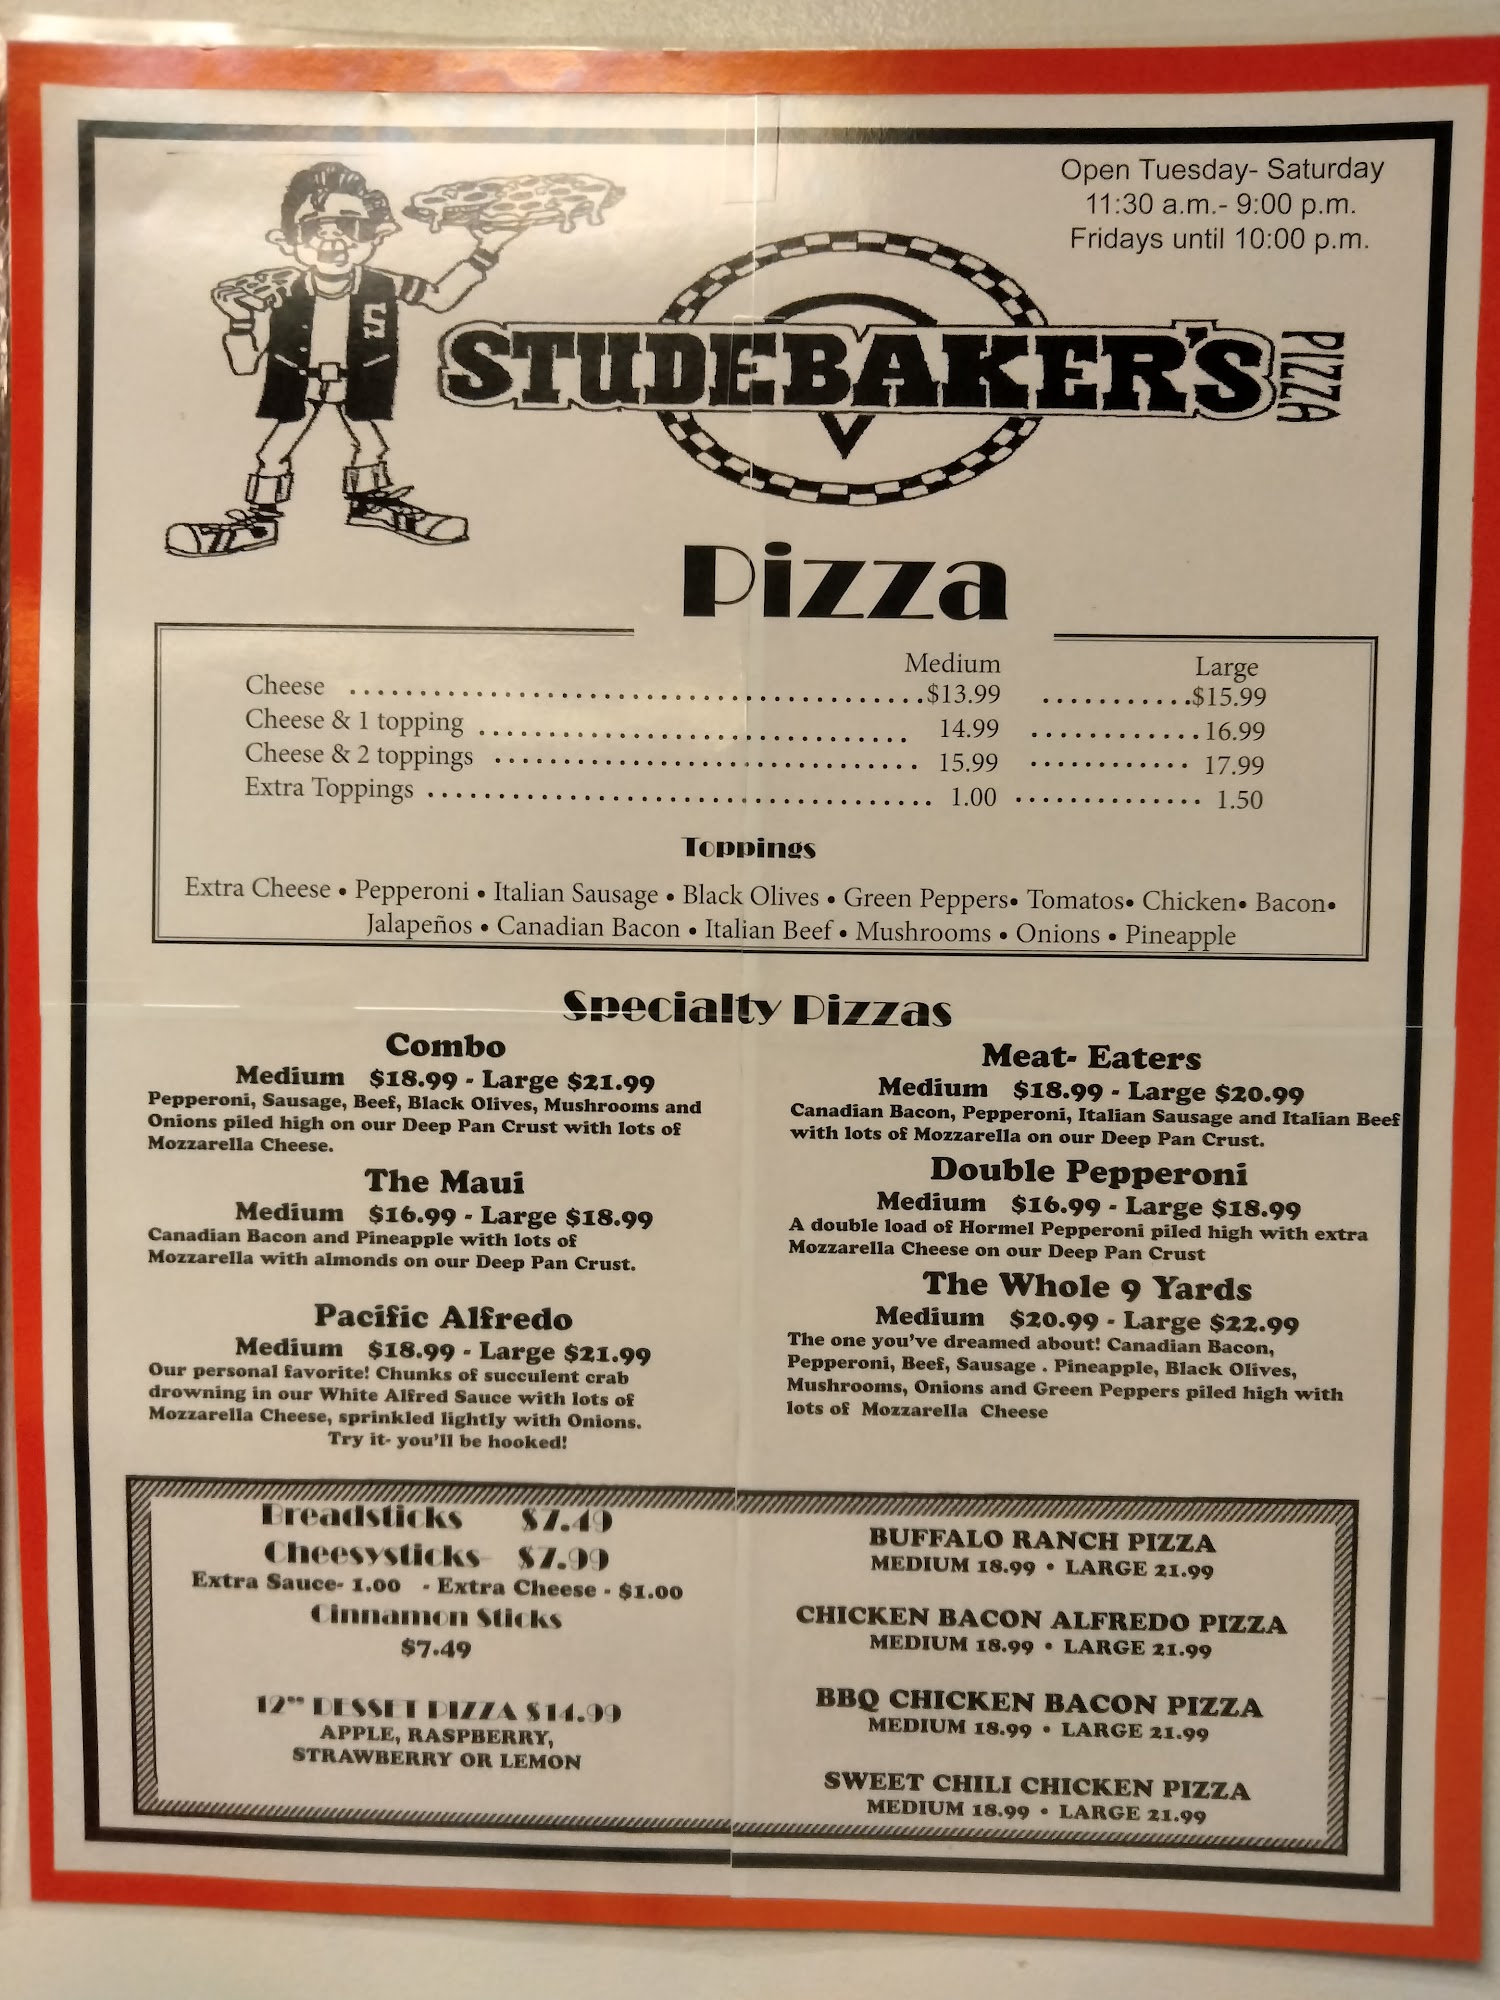 Open Tuesday- Saturday
11:30 a.m.- 9:00 p.m.
Fridays until 10:00 p.m.
S
STUDEBAKER'S PIZZA
Pizza
Medium Large
Cheese $13.99 $15.99
Cheese & 1 topping 14.99 16.99
Cheese & 2 toppings 15.99 17.99
Extra Toppings 1.00 1.50
Toppings
Extra Cheese • Pepperoni • Italian Sausage • Black Olives • Green Peppers• Tomatos• Chicken• Bacon•
Jalapeños • Canadian Bacon • Italian Beef • Mushrooms • Onions • Pineapple
Specialty Pizzas
Combo
Medium $18.99 - Large $21.99
Pepperoni, Sausage, Beef, Black Olives, Mushrooms and
Onions piled high on our Deep Pan Crust with lots of
Mozzarella Cheese.
The Maui
Medium $16.99 - Large $18.99
Canadian Bacon and Pineapple with lots of
Mozzarella with almonds on our Deep Pan Crust.
Pacific Alfredo
Medium $18.99 - Large $21.99
Our personal favorite! Chunks of succulent crab
drowning in our White Alfred Sauce with lots of
Mozzarella Cheese, sprinkled lightly with Onions.
Try it- you'll be hooked!
Meat- Eaters
Medium $18.99 - Large $20.99
Canadian Bacon, Pepperoni, Italian Sausage and Italian Beef
with lots of Mozzarella on our Deep Pan Crust.
Double Pepperoni
Medium $16.99 - Large $18.99
A double load of Hormel Pepperoni piled high with extra
Mozzarella Cheese on our Deep Pan Crust
The Whole 9 Yards
Medium $20.99 - Large $22.99
The one you've dreamed about! Canadian Bacon,
Pepperoni, Beef, Sausage . Pineapple, Black Olives,
Mushrooms, Onions and Green Peppers piled high with
lots of Mozzarella Cheese
Breadsticks $7.49
Cheesysticks $7.99
Extra Sauce- 1.00 - Extra Cheese - $1.00
Cinnamon Sticks
$7.49
12" DESSET PIZZA $14.99
APPLE, RASPBERRY,
STRAWBERRY OR LEMON
BUFFALO RANCH PIZZA
MEDIUM 18.99 • LARGE 21.99
CHICKEN BACON ALFREDO PIZZA
MEDIUM 18.99 • LARGE 21.99
BBQ CHICKEN BACON PIZZA
MEDIUM 18.99 • LARGE 21.99
SWEET CHILI CHICKEN PIZZA
MEDIUM 18.99 • LARGE 21.99